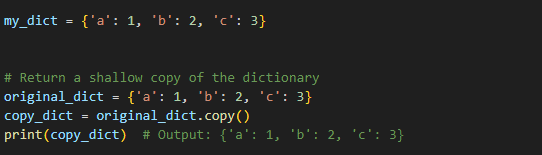 my_dict = {'a': 1, 'b': 2, 'c': 3}
# Return a shallow copy of the dictionary
original_dict = {'a': 1, 'b': 2, 'c': 3}
copy_dict = original_dict.copy()
print(copy_dict)  # Output: {'a': 1, 'b': 2, 'c': 3}